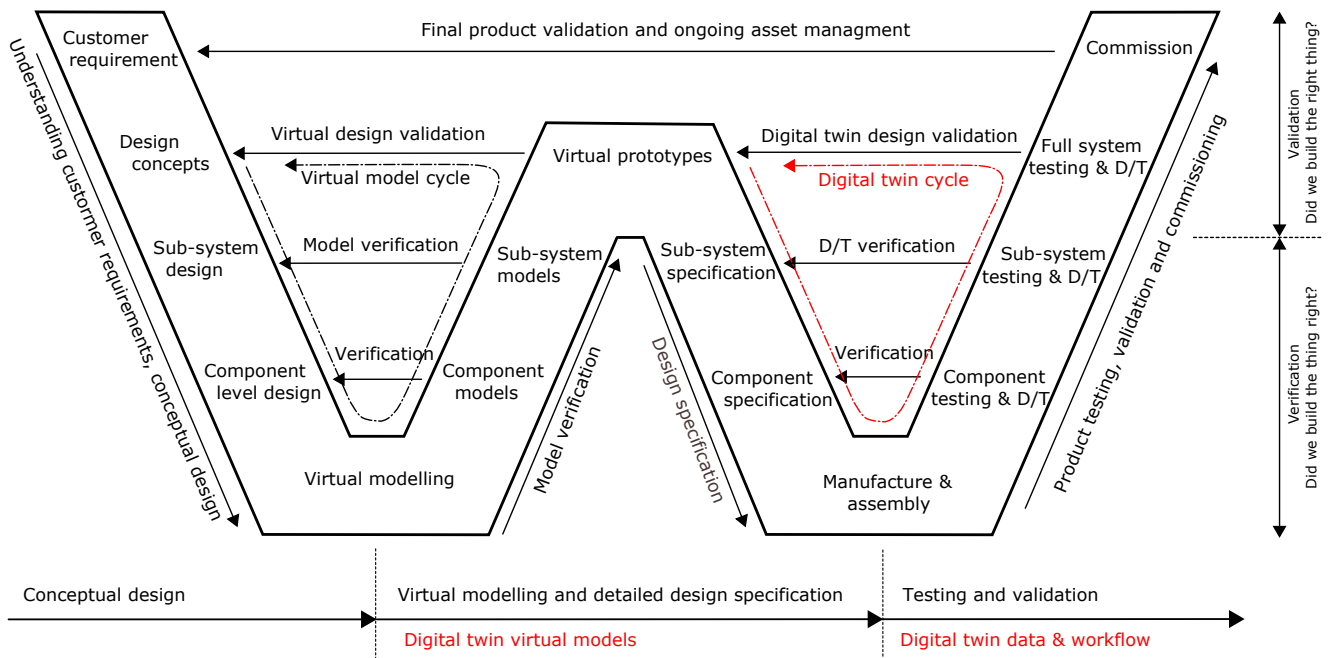 Customer
requirement
Final product validation and ongoing asset managment
Commission
Understanding custormer requirements, conceptual design
Design
concepts
Virtual design validation
Virtual model cycle
Virtual prototypes
Digital twin design validation
Digital twin cycle
Full system
testing & D/T
Sub-system
design
Model verification
Sub-system
models
Sub-system
specification
D/T verification
Sub-system
testing & D/T
Component
level design
Verification
Component
models
Component
specification
Verification
Component
testing & D/T
Virtual modelling
Model verification
Design specification
Manufacture &
assembly
Product testing, validation and commissioning
Validation
Did we build the right thing?
Verification
Did we build the thing right?
Conceptual design
Virtual modelling and detailed design specification
Testing and validation
Digital twin virtual models
Digital twin data & workflow